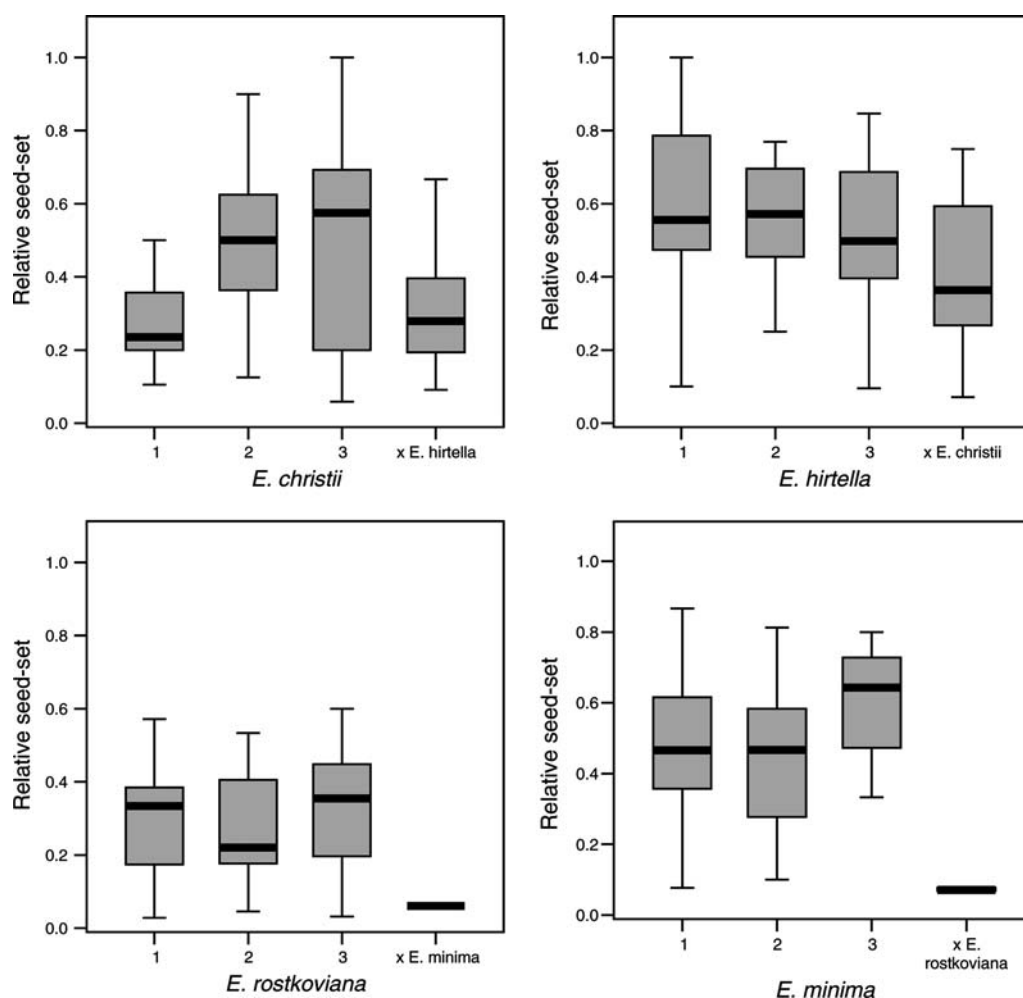 Relative seed-set
1.0
0.8
0.6
0.4
0.2
0.0
1 2 3 x E. hirtella
E. christii
Relative seed-set
1.0
0.8
0.6
0.4
0.2
0.0
1 2 3 x E. christii
E. hirtella
Relative seed-set
1.0
0.8
0.6
0.4
0.2
0.0
1 2 3 x E. minima
E. rostkoviana
Relative seed-set
1.0
0.8
0.6
0.4
0.2
0.0
1 2 3 x E.
rostkoviana
E. minima